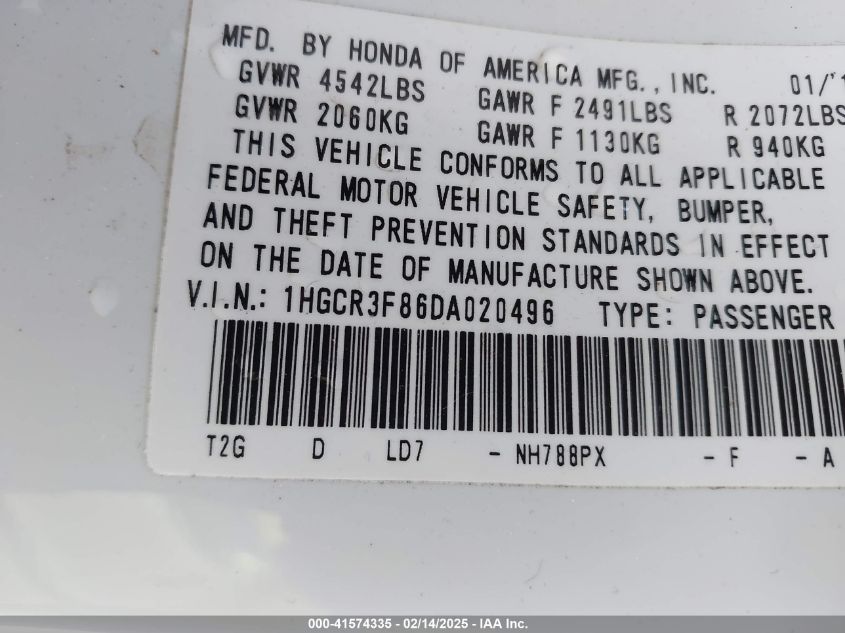 MFD. BY HONDA OF AMERICA MFG., INC. 01/
GVWR 4542LBS GAWR F 2491LBS R 2072LBS
GVWR 2060KG GAWR F 1130KG R 940KG
THIS VEHICLE CONFORMS TO ALL APPLICABLE
FEDERAL MOTOR VEHICLE SAFETY, BUMPER,
AND THEFT PREVENTION STANDARDS IN EFFECT
ON THE DATE OF MANUFACTURE SHOWN ABOVE.
V.I.N.: 1HGCR3F86DA020496 TYPE: PASSENGER
T2G D LD7 - NH788PX - F - A
000-41574335 - 02/14/2025 - IAA Inc.